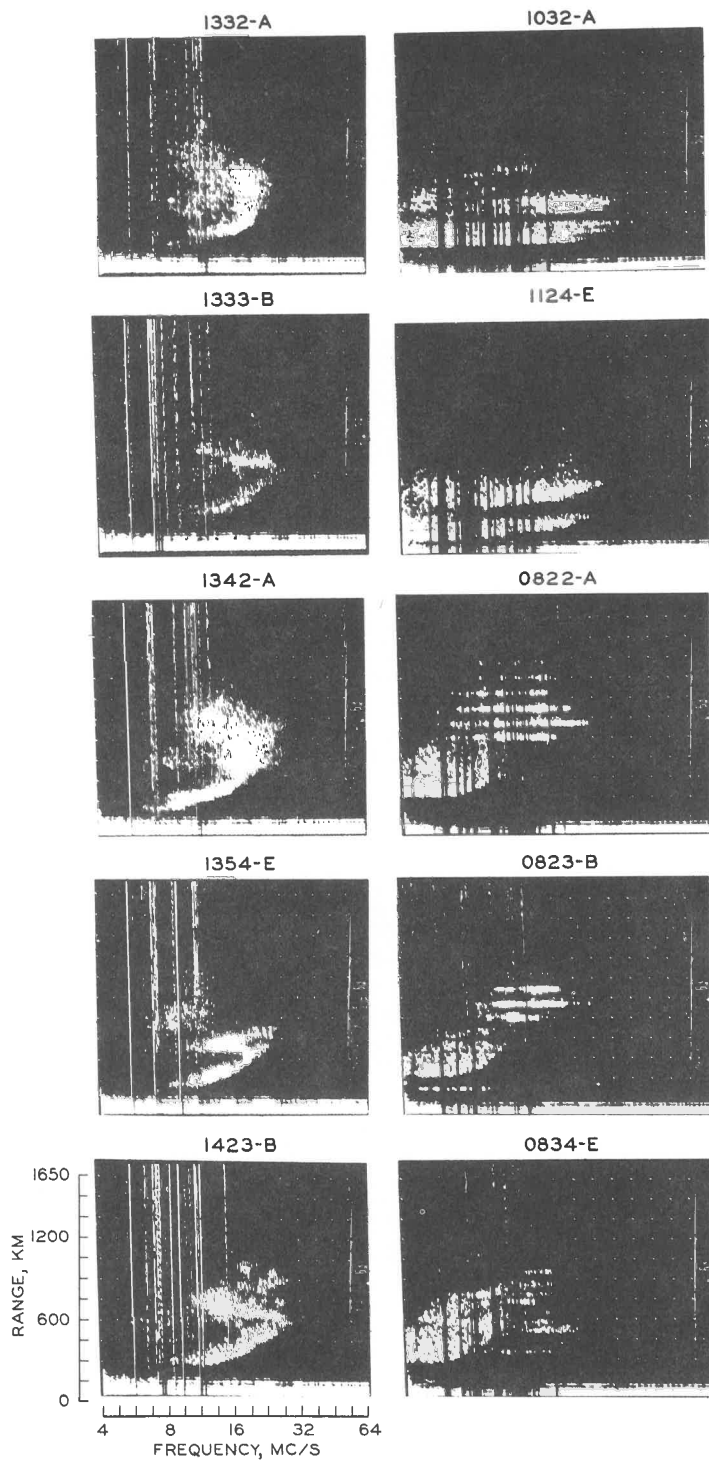 1332-A
1032-A
1333-B
1124-E
1342-A
0822-A
1354-E
0823-B
1423-B
0834-E
1650
1200
600
0
RANGE, KM
4 8 16 32 64
FREQUENCY, MC/S